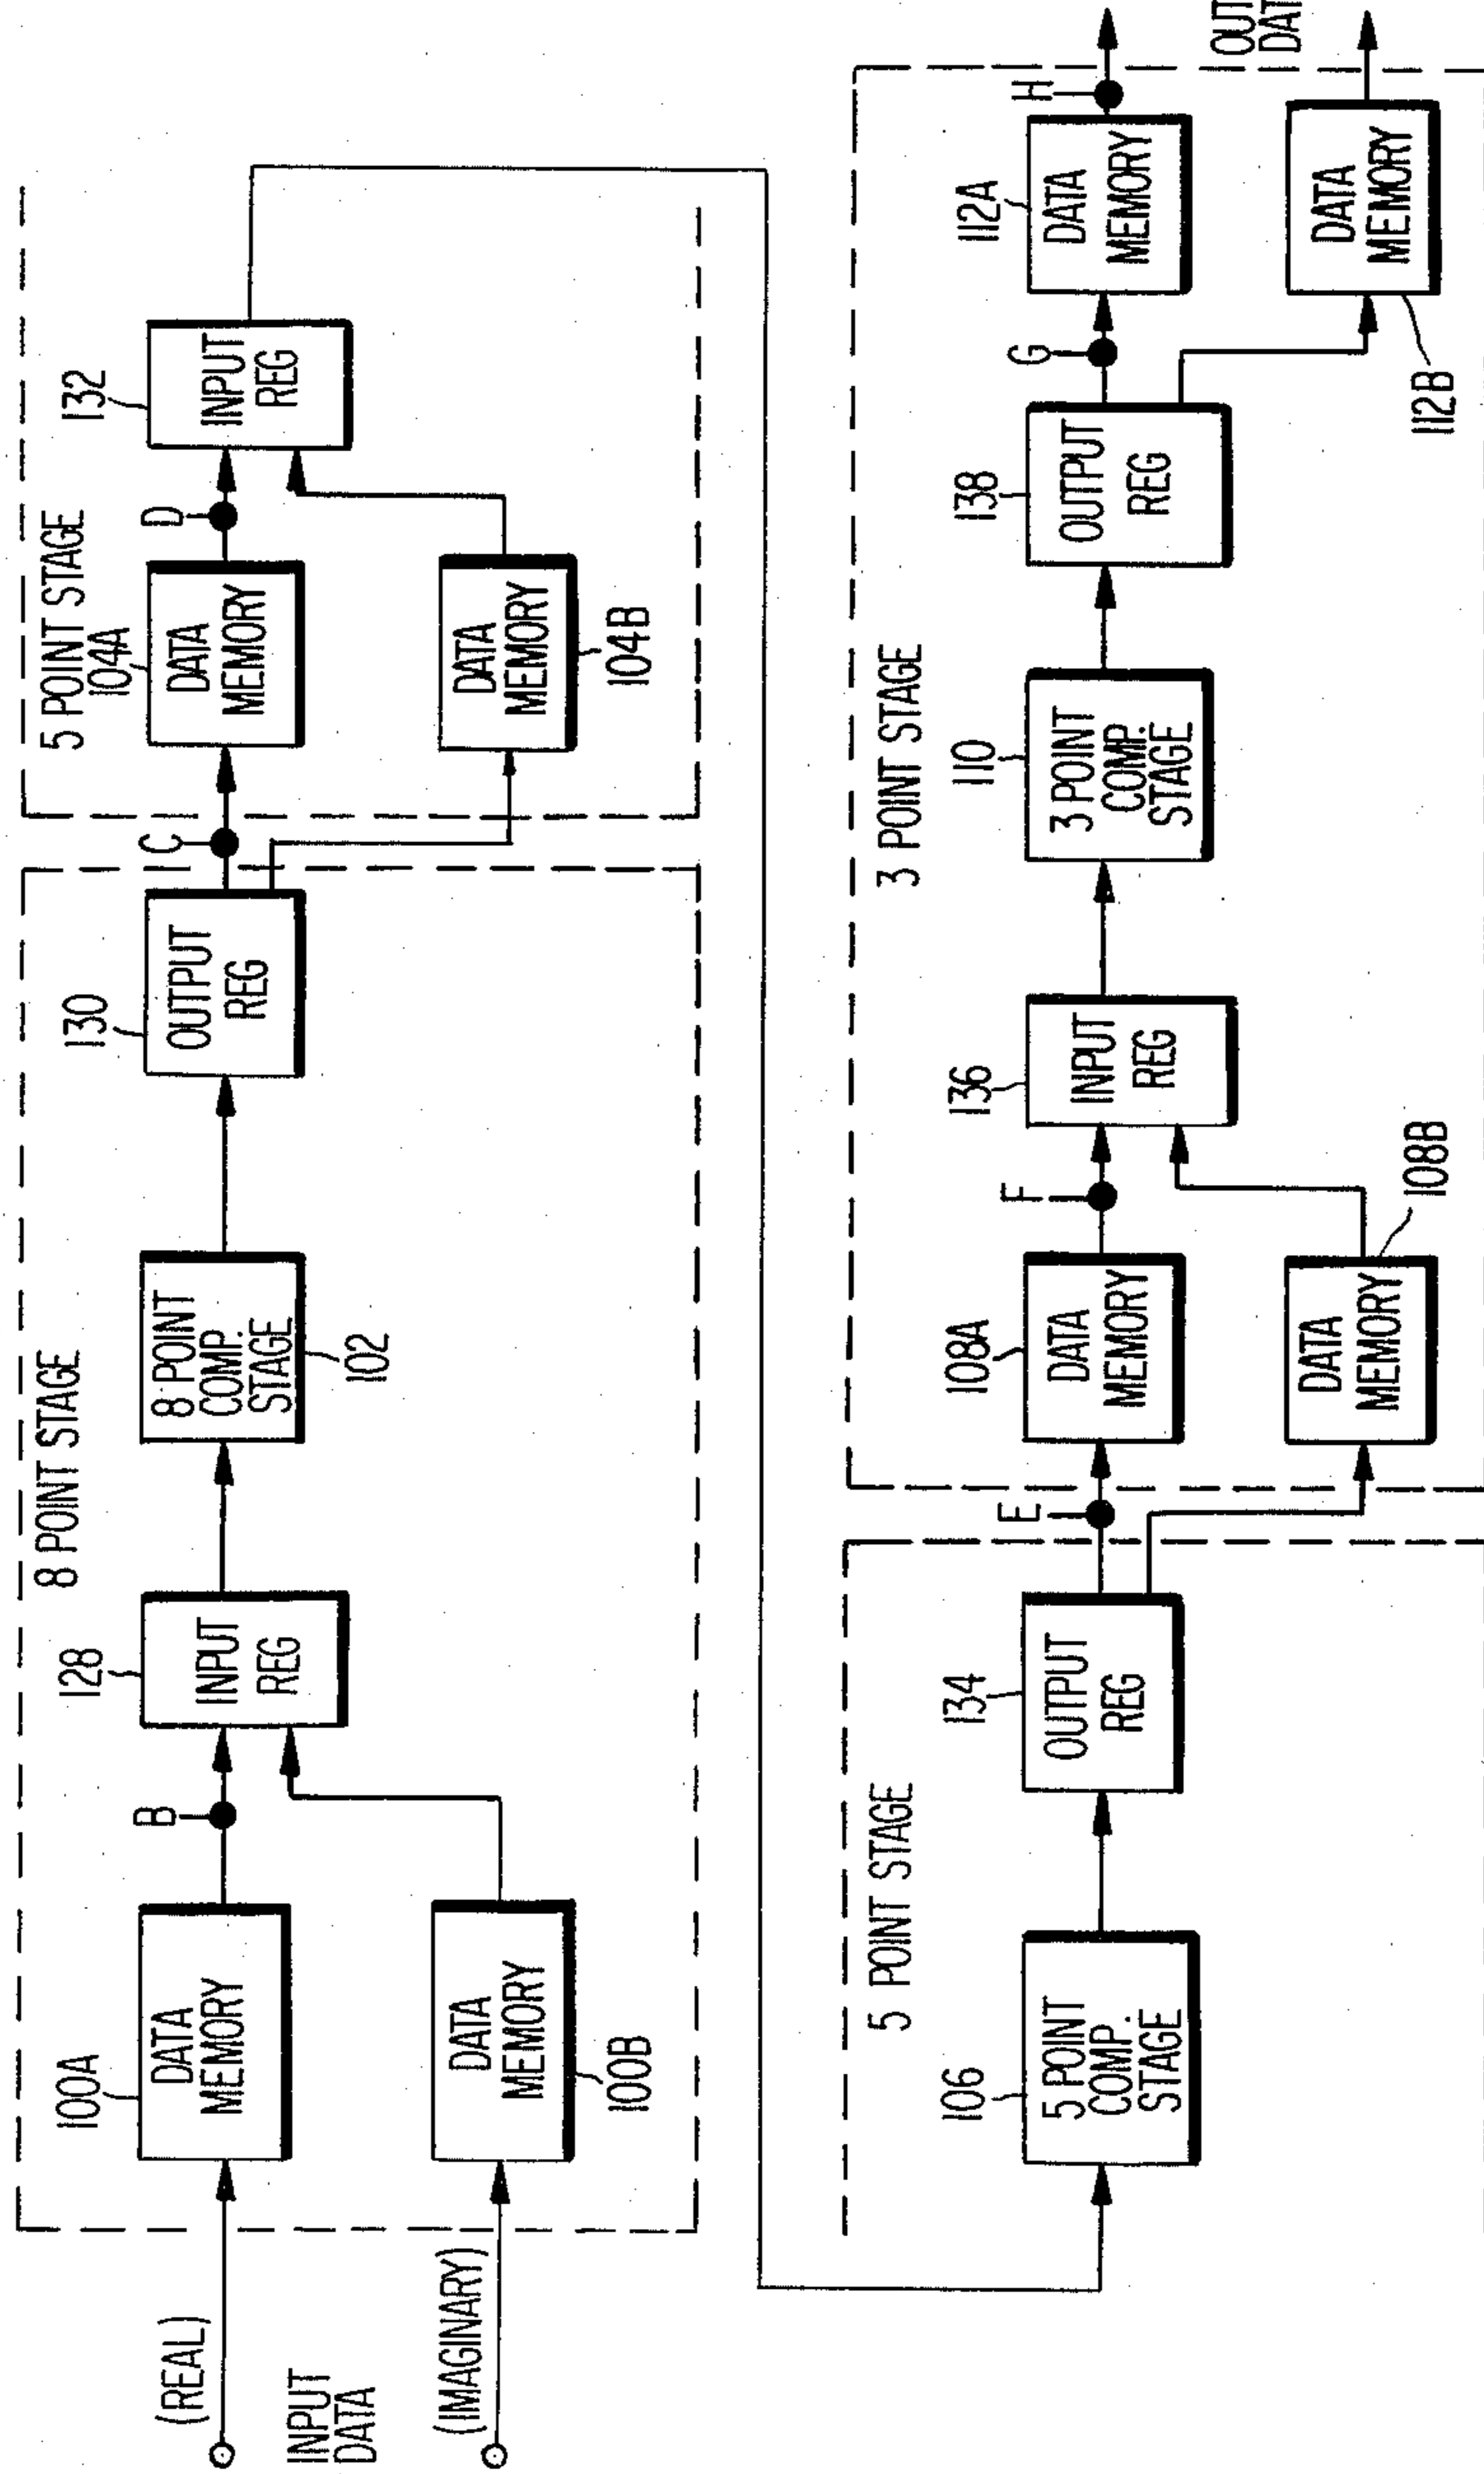 (REAL)
INPUT
DATA
(IMAGINARY)
8 POINT STAGE
100A
DATA
MEMORY
DATA
MEMORY
100B
B
128
INPUT
REG
8 POINT
COMP.
STAGE
102
130
OUTPUT
REG
C
5 POINT STAGE
104A
DATA
MEMORY
DATA
MEMORY
104B
D
132
INPUT
REG
5 POINT STAGE
106
5 POINT
COMP.
STAGE
134
OUTPUT
REG
E
3 POINT STAGE
108A
DATA
MEMORY
DATA
MEMORY
108B
F
136
INPUT
REG
110
3 POINT
COMP.
STAGE
138
OUTPUT
REG
G
112A
DATA
MEMORY
DATA
MEMORY
112B
H
OUT
DAT